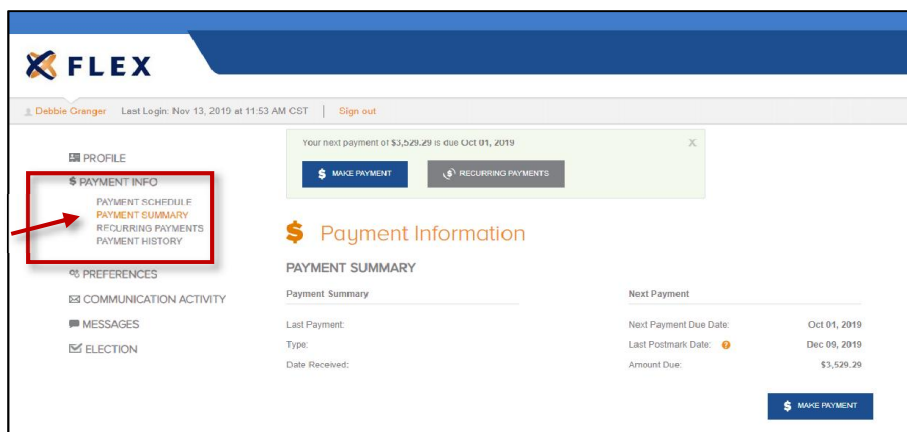 FLEX
Debbie Granger Last Login: Nov 13, 2019 at 11:53 AM CST | Sign out
Your next payment of $3,529.29 is due Oct 01, 2019 X
$ MAKE PAYMENT $ RECURRING PAYMENTS
PROFILE
$ PAYMENT INFO
PAYMENT SCHEDULE
PAYMENT SUMMARY
RECURRING PAYMENTS
PAYMENT HISTORY
PREFERENCES
COMMUNICATION ACTIVITY
MESSAGES
ELECTION
$ Payment Information
PAYMENT SUMMARY
Payment Summary Next Payment
Last Payment: Next Payment Due Date: Oct 01, 2019
Type: Last Postmark Date: ? Dec 09, 2019
Date Received: Amount Due: $3,529.29
$ MAKE PAYMENT